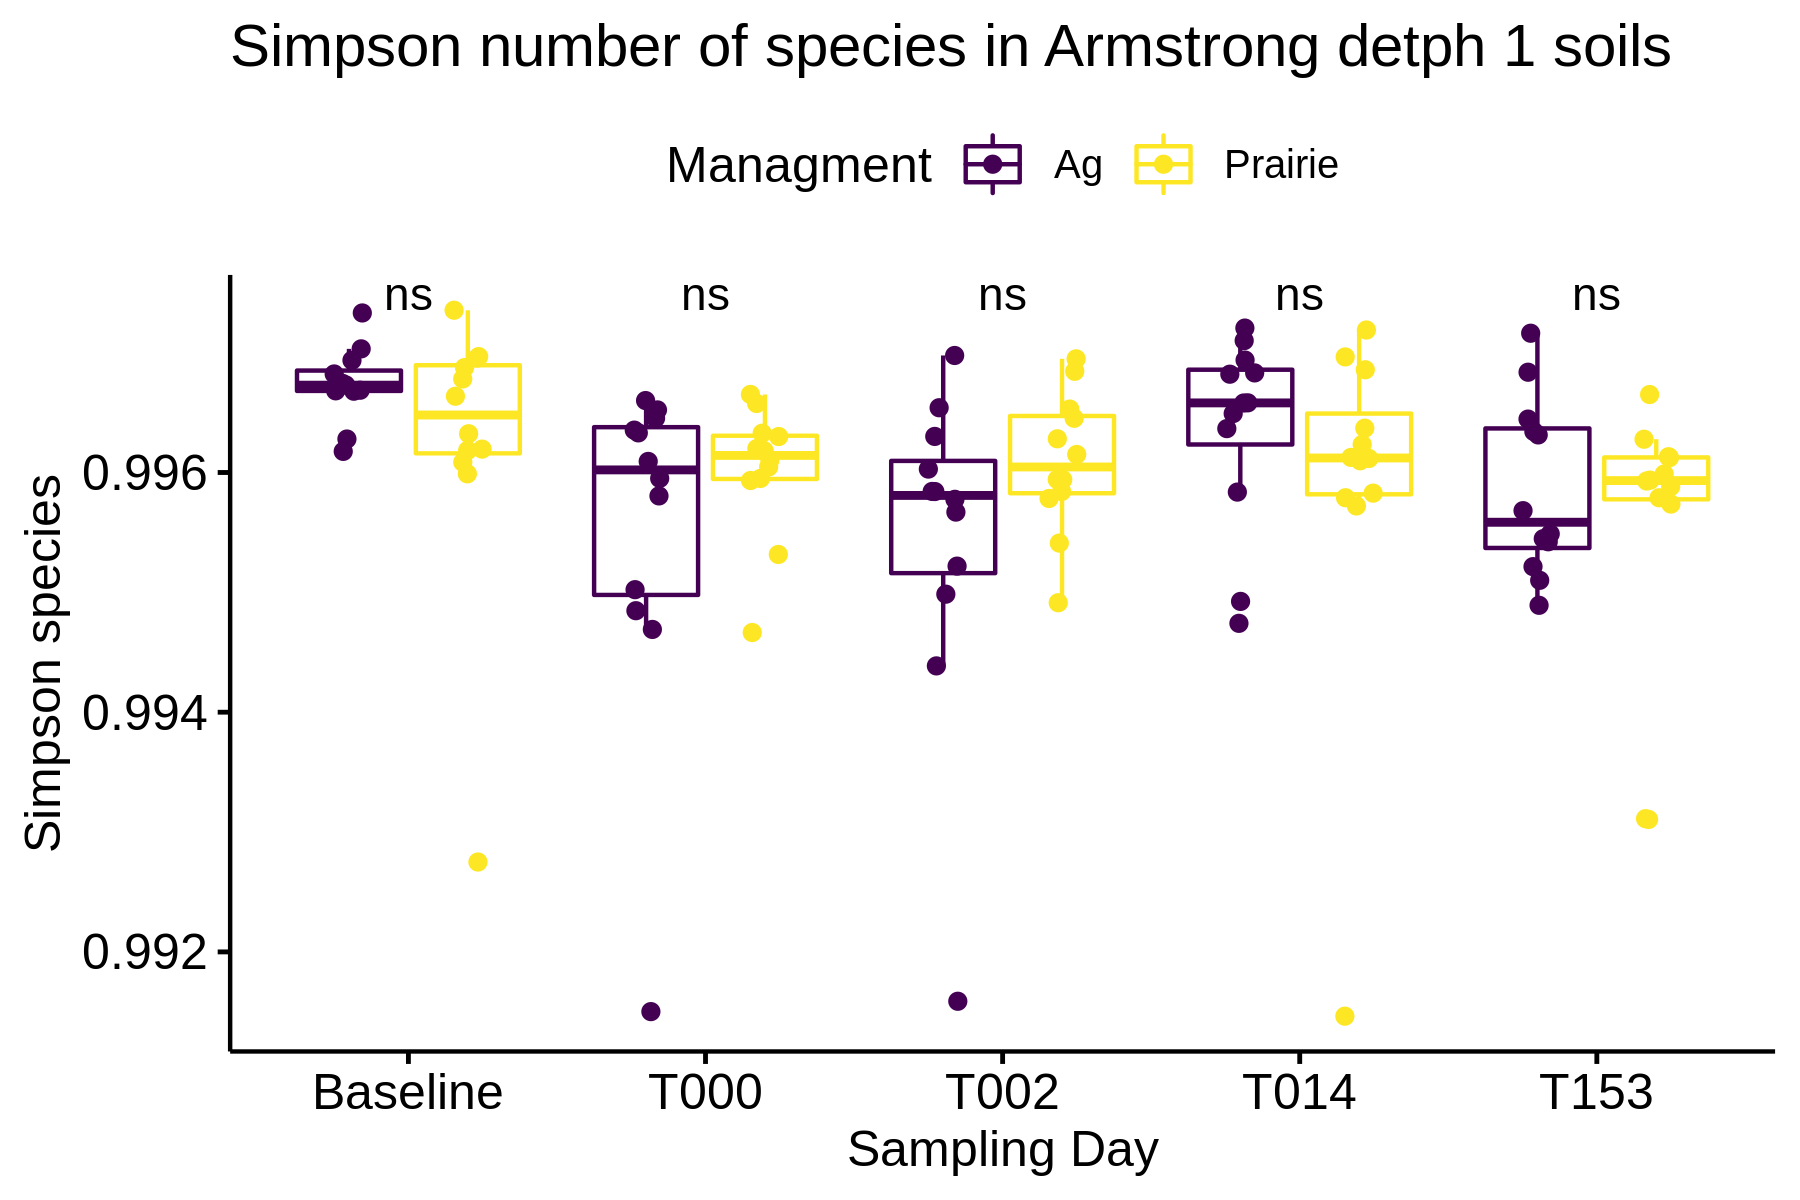 Simpson number of species in Armstrong detph 1 soils
Managment Ag Prairie
ns ns ns ns ns
0.996
0.994
0.992
Simpson species
Baseline T000 T002 T014 T153
Sampling Day